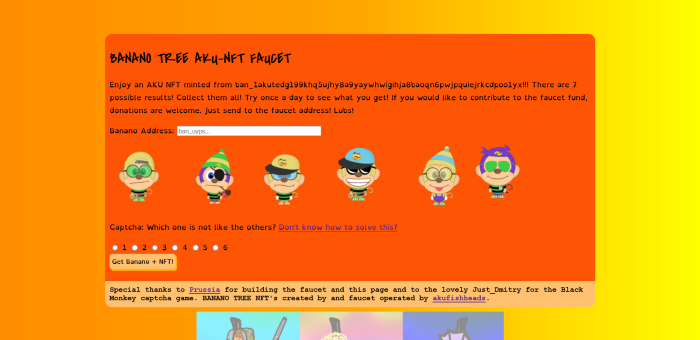 BANANO TREE AKU-NFT FAUCET
Enjoy an AKU NFT minted from ban_1akutedg199khq5ujhy8a9yaywhwigihja8baoqn6pwjpquiejrkcdpoo1yx!!! There are 7
possible results! Collect them all! Try once a day to see what you get! If you would like to contribute to the faucet fund,
donations are welcome. Just send to the faucet address! Lubs!
Banano Address: ban_uyps...
Captcha: Which one is not like the others? Don't know how to solve this?
1 2 3 4 5 6
Get Banano + NFT!
Special thanks to Prussia for building the faucet and this page and to the lovely Just_Dmitry for the Black
Monkey captcha game. BANANO TREE NFT's created by and faucet operated by akufishheads.